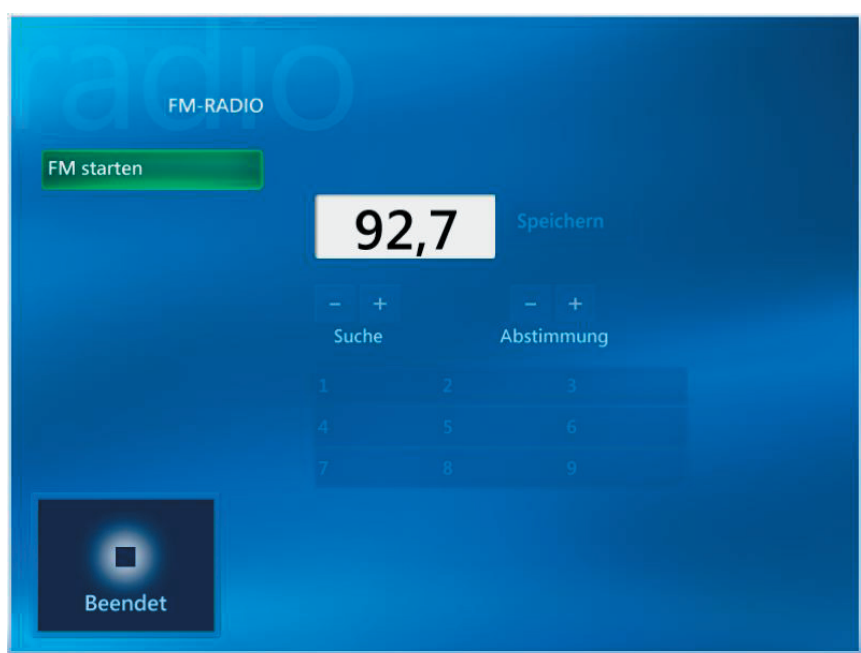 radio
FM-RADIO
FM starten
92,7
Speichern
- + - +
Suche Abstimmung
1 2 3
4 5 6
7 8 9
Beendet